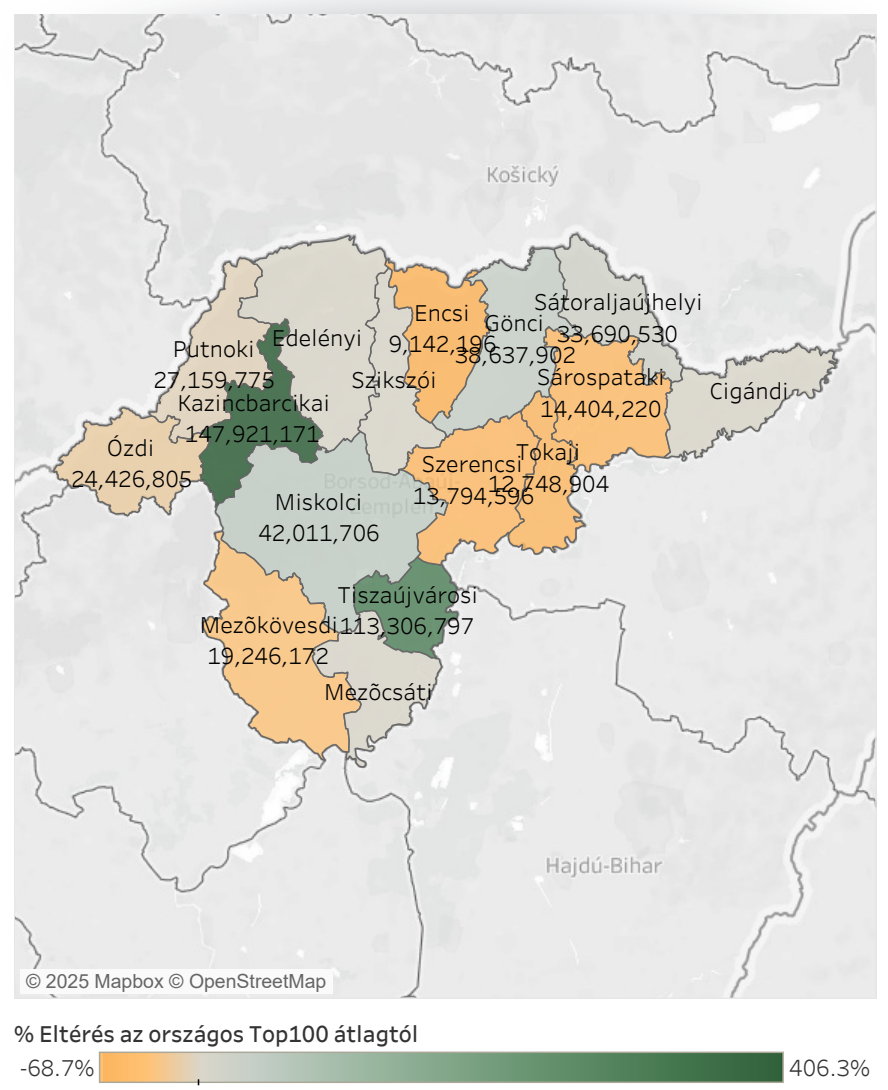 Košický
Sátoraljaújhelyi
33,690,530
Encsi
9,142,196
Gönci
38,637,902
Edelényi
Putnoki
27,159,775
Szikszói
Sárospataki
14,404,220
Cigándi
Kazincbarcikai
147,921,171
Ózdi
24,426,805
Tokaji
12,748,904
Szerencsi
13,794,596
Borsod-Abaúj-
Zemplén
Miskolci
42,011,706
Tiszaújvárosi
113,306,797
Mezõkövesdi
19,246,172
Mezõcsáti
Hajdú-Bihar
© 2025 Mapbox © OpenStreetMap
% Eltérés az országos Top100 átlagtól
-68.7%
406.3%